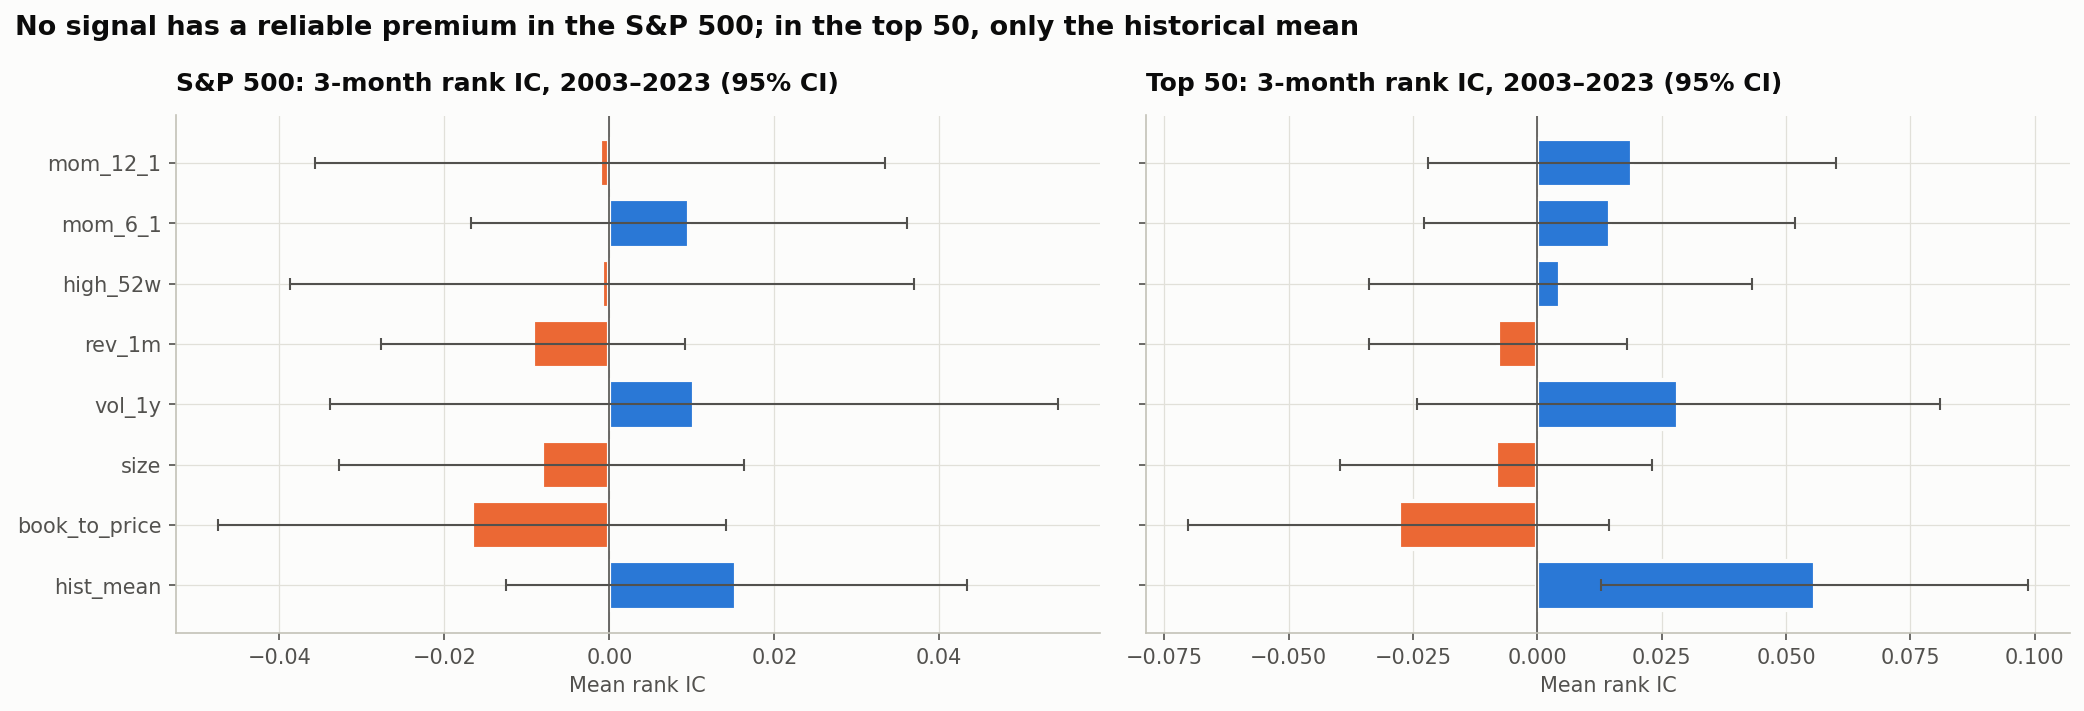 No signal has a reliable premium in the S&P 500; in the top 50, only the historical mean
S&P 500: 3-month rank IC, 2003–2023 (95% CI)
mom_12_1
mom_6_1
high_52w
rev_1m
vol_1y
size
book_to_price
hist_mean
−0.04
−0.02
0.00
0.02
0.04
Mean rank IC
Top 50: 3-month rank IC, 2003–2023 (95% CI)
−0.075
−0.050
−0.025
0.000
0.025
0.050
0.075
0.100
Mean rank IC